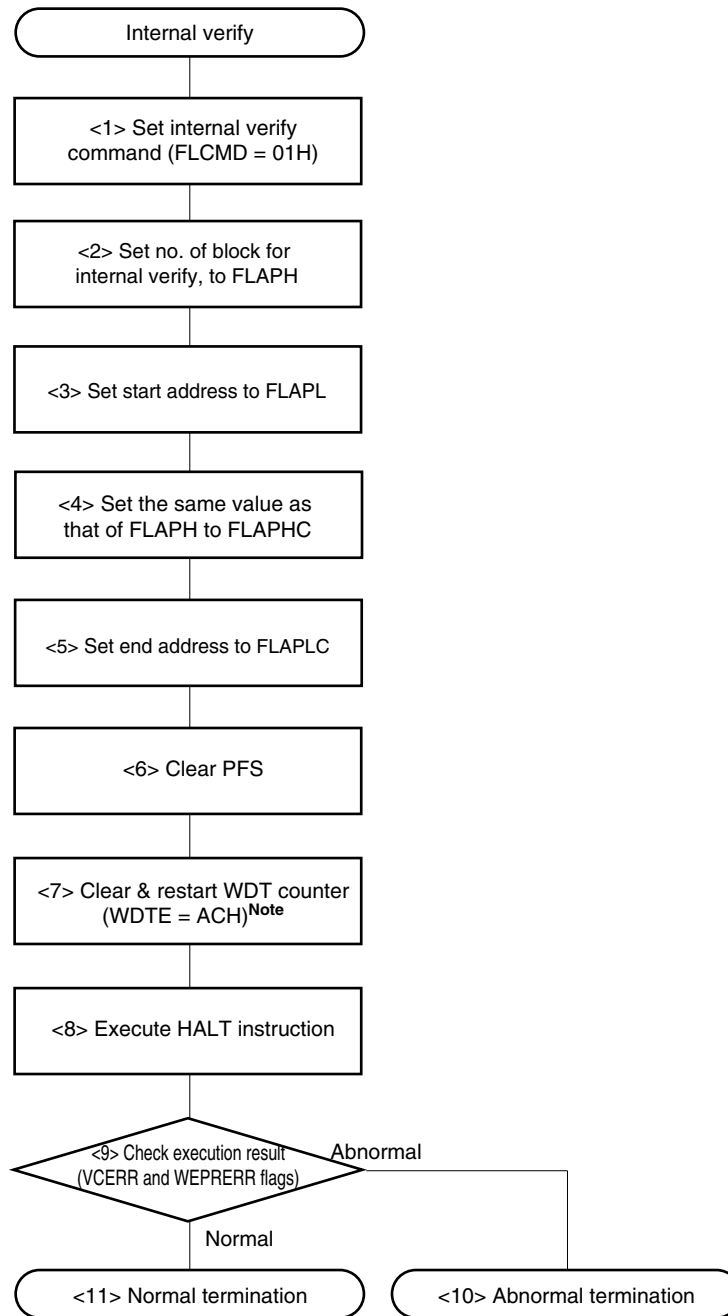 Internal verify
<1> Set internal verify
command (FLCMD = 01H)
<2> Set no. of block for
internal verify, to FLAPH
<3> Set start address to FLAPL
<4> Set the same value as
that of FLAPH to FLAPHC
<5> Set end address to FLAPLC
<6> Clear PFS
<7> Clear & restart WDT counter
(WDTE = ACH)Note
<8> Execute HALT instruction
<9> Check execution result
(VCERR and WEPRERR flags)
Abnormal
Normal
<11> Normal termination
<10> Abnormal termination